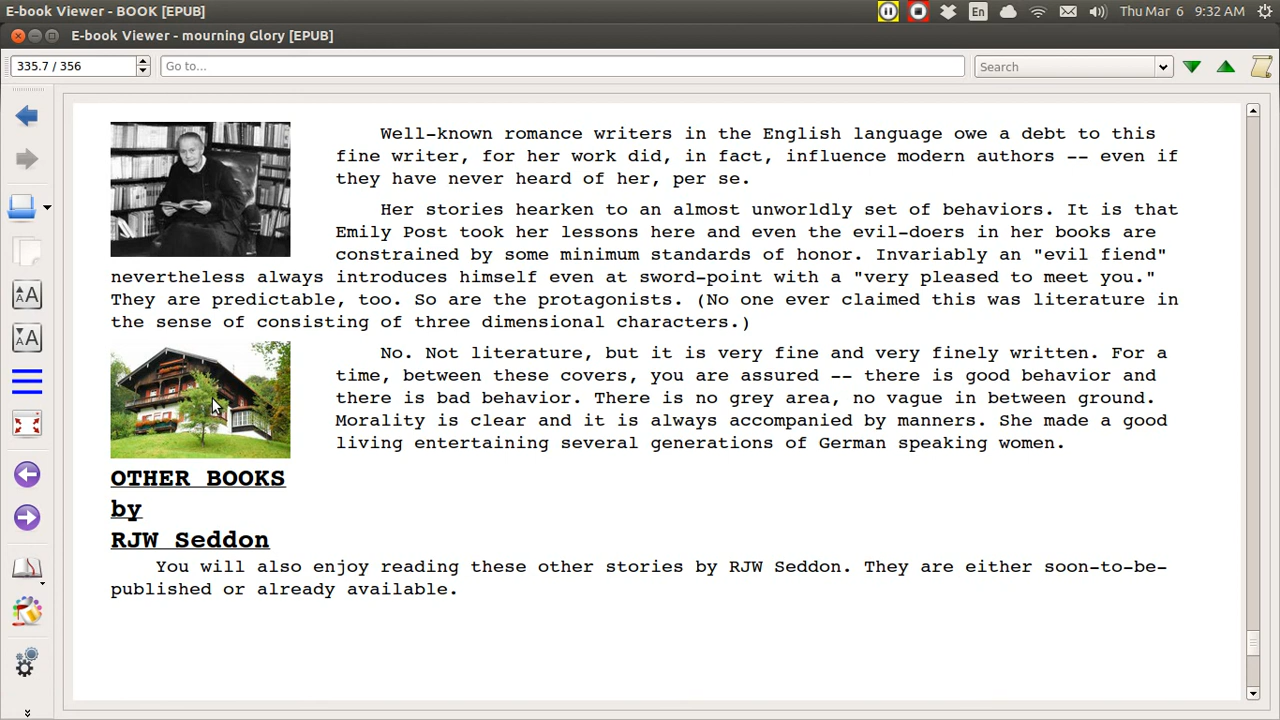 E-book Viewer - BOOK [EPUB]
En
Thu Mar 6
9:32 AM
E-book Viewer - mourning Glory [EPUB]
335.7 / 356
Go to...
Search
Well-known romance writers in the English language owe a debt to this
fine writer, for her work did, in fact, influence modern authors -- even if
they have never heard of her, per se.
Her stories hearken to an almost unworldly set of behaviors. It is that
Emily Post took her lessons here and even the evil-doers in her books are
constrained by some minimum standards of honor. Invariably an "evil fiend"
nevertheless always introduces himself even at sword-point with a "very pleased to meet you."
They are predictable, too. So are the protagonists. (No one ever claimed this was literature in
the sense of consisting of three dimensional characters.)
No. Not literature, but it is very fine and very finely written. For a
time, between these covers, you are assured -- there is good behavior and
there is bad behavior. There is no grey area, no vague in between ground.
Morality is clear and it is always accompanied by manners. She made a good
living entertaining several generations of German speaking women.
OTHER BOOKS
by
RJW Seddon
You will also enjoy reading these other stories by RJW Seddon. They are either soon-to-be-
published or already available.
AA
AA